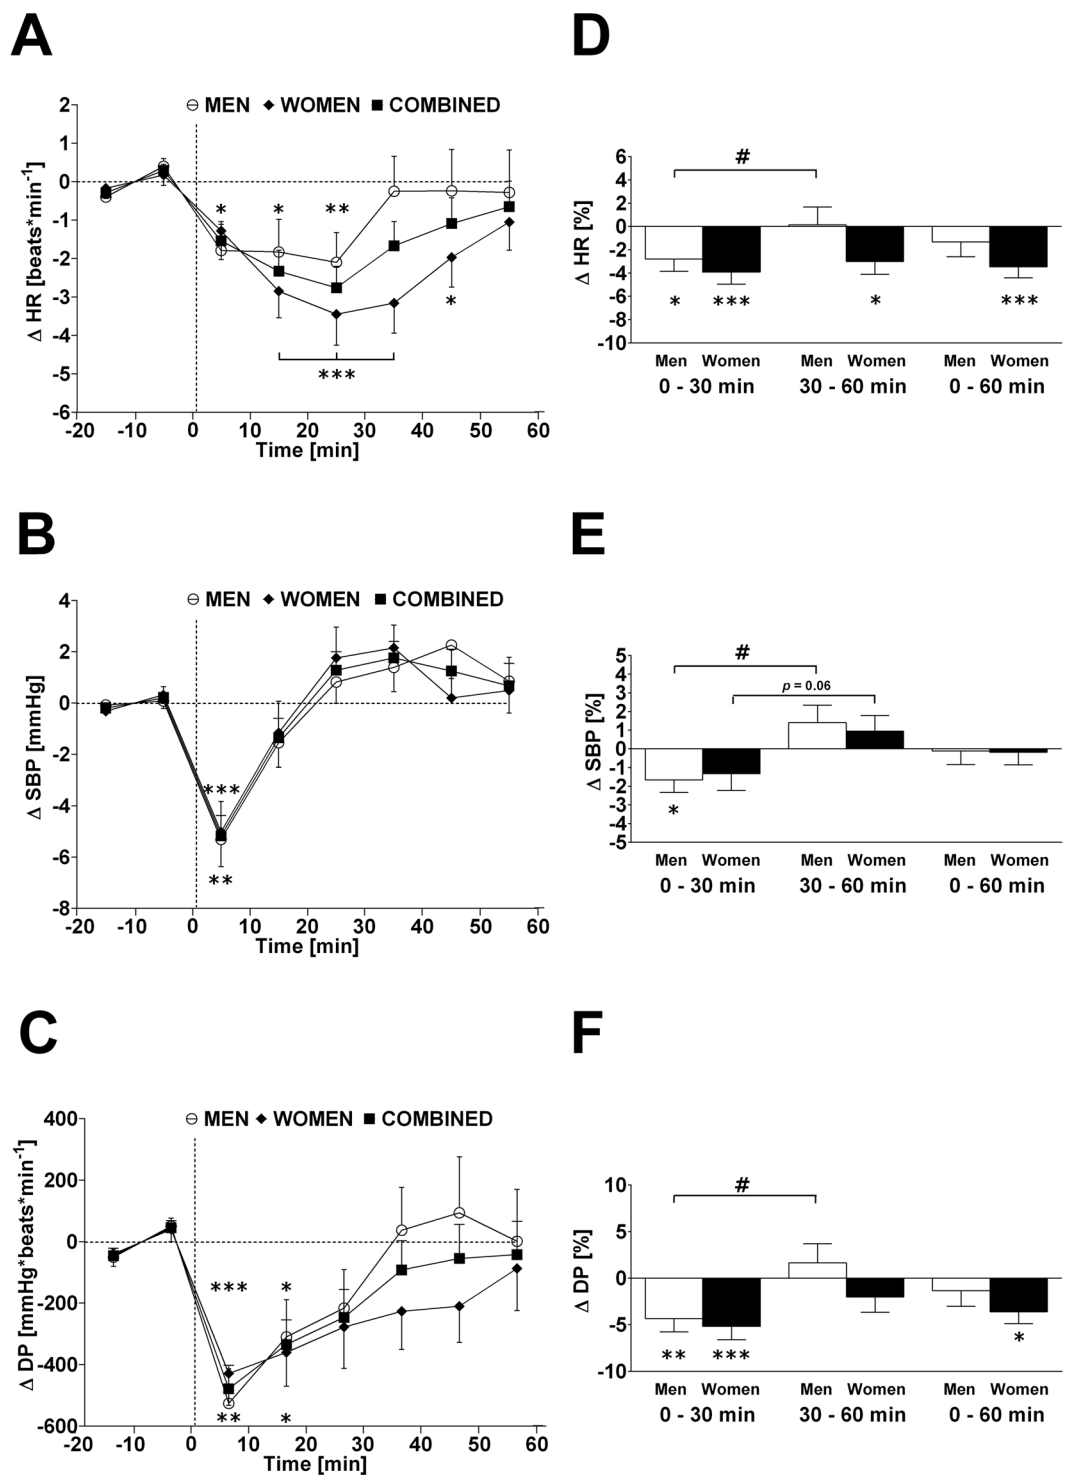 A
MEN WOMEN COMBINED
2
1
0
-1
-2
-3
-4
-5
-6
Δ HR [beats*min-1]
* * **
*
***
-20 -10 0 10 20 30 40 50 60
Time [min]
D
6
4
2
0
-2
-4
-6
-8
-10
Δ HR [%]
#
* *** * ***
Men Women Men Women Men Women
0 - 30 min 30 - 60 min 0 - 60 min
B
MEN WOMEN COMBINED
4
2
0
-2
-4
-6
-8
Δ SBP [mmHg]
***
**
-20 -10 0 10 20 30 40 50 60
Time [min]
E
5
4
3
2
1
0
-1
-2
-3
-4
-5
Δ SBP [%]
#
p = 0.06
*
Men Women Men Women Men Women
0 - 30 min 30 - 60 min 0 - 60 min
C
MEN WOMEN COMBINED
400
200
0
-200
-400
-600
Δ DP [mmHg*beats*min-1]
*** *
** *
-20 -10 0 10 20 30 40 50 60
Time [min]
F
10
5
0
-5
-10
Δ DP [%]
#
** *** *
Men Women Men Women Men Women
0 - 30 min 30 - 60 min 0 - 60 min